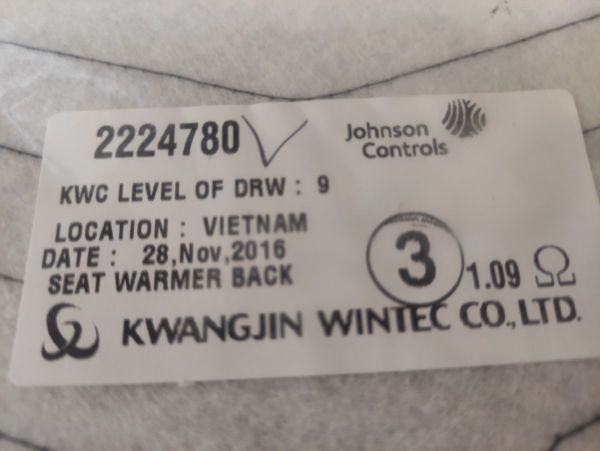 2224780
Johnson
Controls
KWC LEVEL OF DRW : 9
LOCATION : VIETNAM
DATE : 28,Nov,2016
SEAT WARMER BACK
3
1.09 Ω
KWANGJIN WINTEC CO.,LTD.